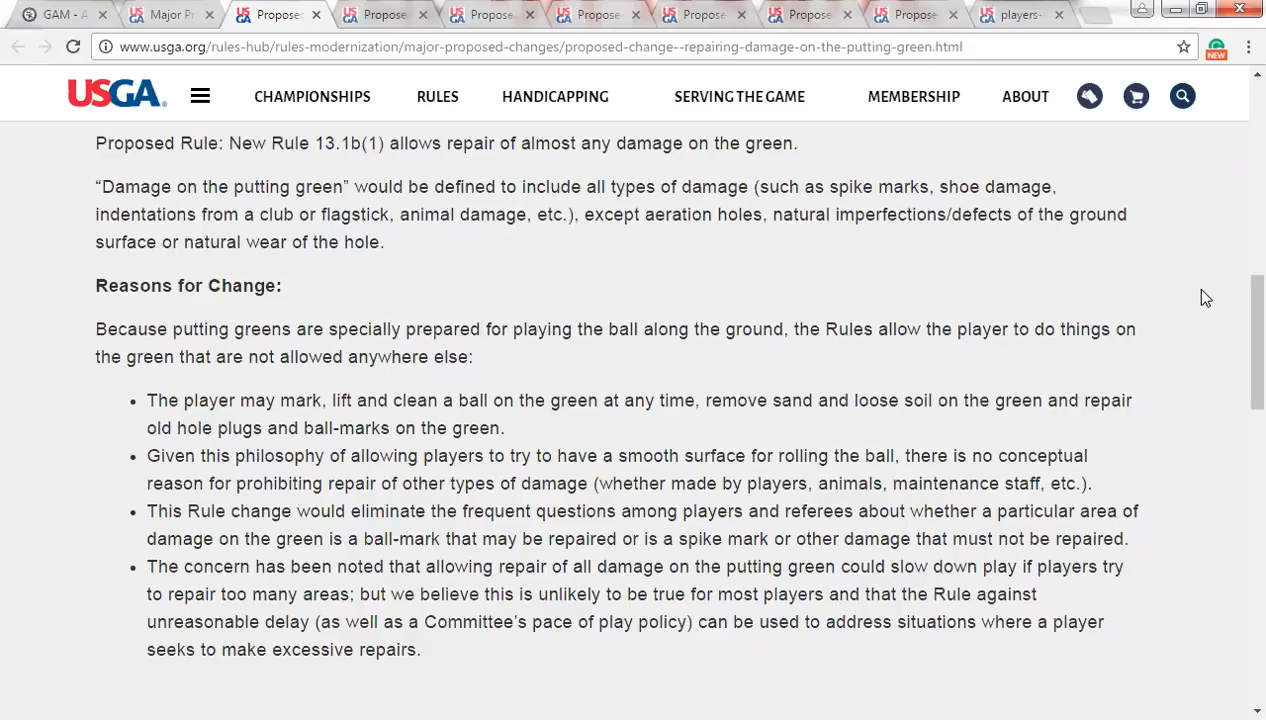 GAM - A
Major Pr
Propose
Propose
Propose
Propose
Propose
Propose
Propose
players-
www.usga.org/rules-hub/rules-modernization/major-proposed-changes/proposed-change--repairing-damage-on-the-putting-green.html
NEW
USGA
CHAMPIONSHIPS RULES HANDICAPPING SERVING THE GAME MEMBERSHIP ABOUT
Proposed Rule: New Rule 13.1b(1) allows repair of almost any damage on the green.
“Damage on the putting green” would be defined to include all types of damage (such as spike marks, shoe damage,
indentations from a club or flagstick, animal damage, etc.), except aeration holes, natural imperfections/defects of the ground
surface or natural wear of the hole.
Reasons for Change:
Because putting greens are specially prepared for playing the ball along the ground, the Rules allow the player to do things on
the green that are not allowed anywhere else:
• The player may mark, lift and clean a ball on the green at any time, remove sand and loose soil on the green and repair
old hole plugs and ball-marks on the green.
• Given this philosophy of allowing players to try to have a smooth surface for rolling the ball, there is no conceptual
reason for prohibiting repair of other types of damage (whether made by players, animals, maintenance staff, etc.).
• This Rule change would eliminate the frequent questions among players and referees about whether a particular area of
damage on the green is a ball-mark that may be repaired or is a spike mark or other damage that must not be repaired.
• The concern has been noted that allowing repair of all damage on the putting green could slow down play if players try
to repair too many areas; but we believe this is unlikely to be true for most players and that the Rule against
unreasonable delay (as well as a Committee’s pace of play policy) can be used to address situations where a player
seeks to make excessive repairs.